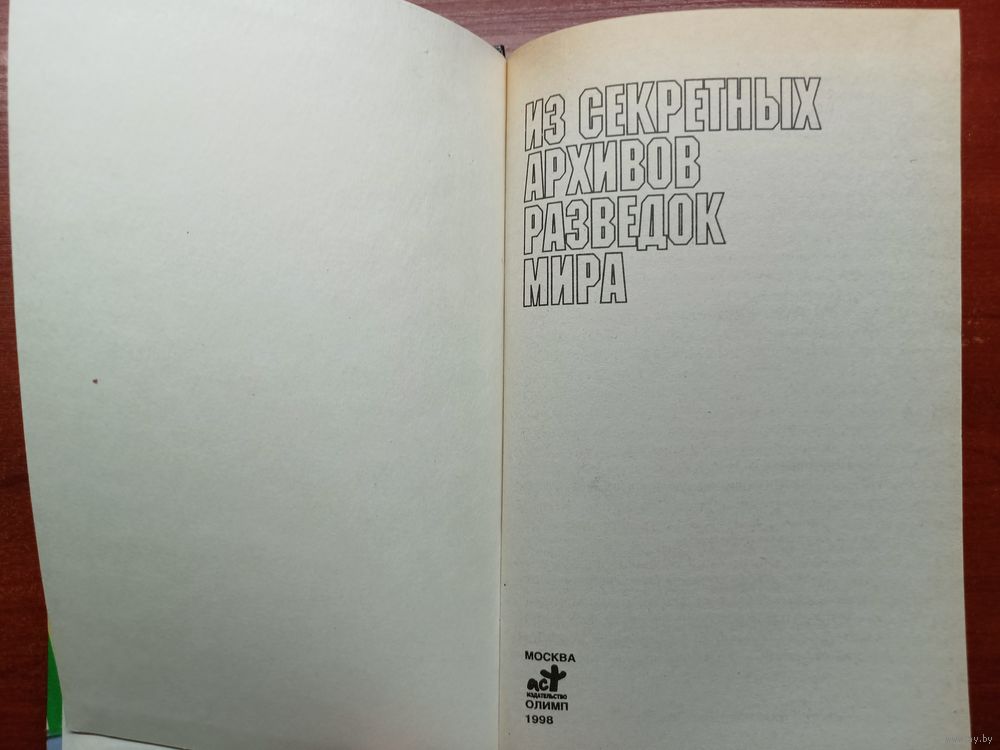 ИЗ СЕКРЕТНЫХ
АРХИВОВ
РАЗВЕДОК
МИРА
МОСКВА
аст
ИЗДАТЕЛЬСТВО
ОЛИМП
1998